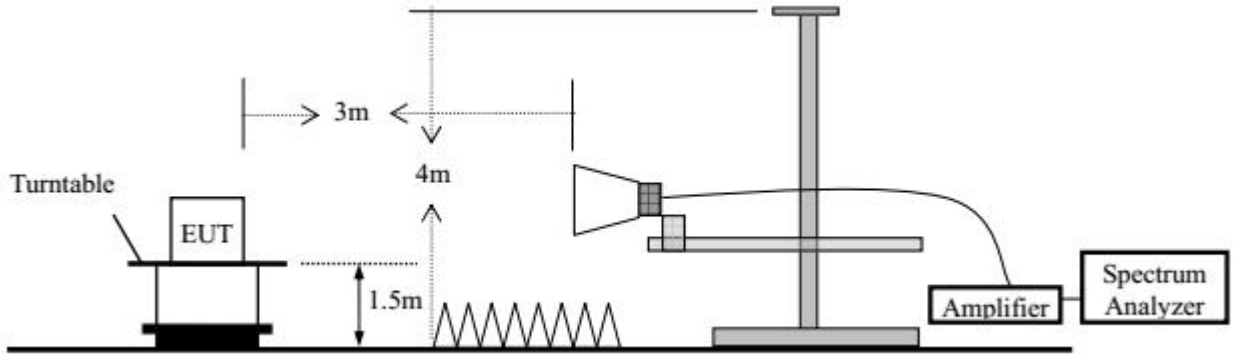 3m
4m
Turntable
EUT
1.5m
Amplifier
Spectrum
Analyzer